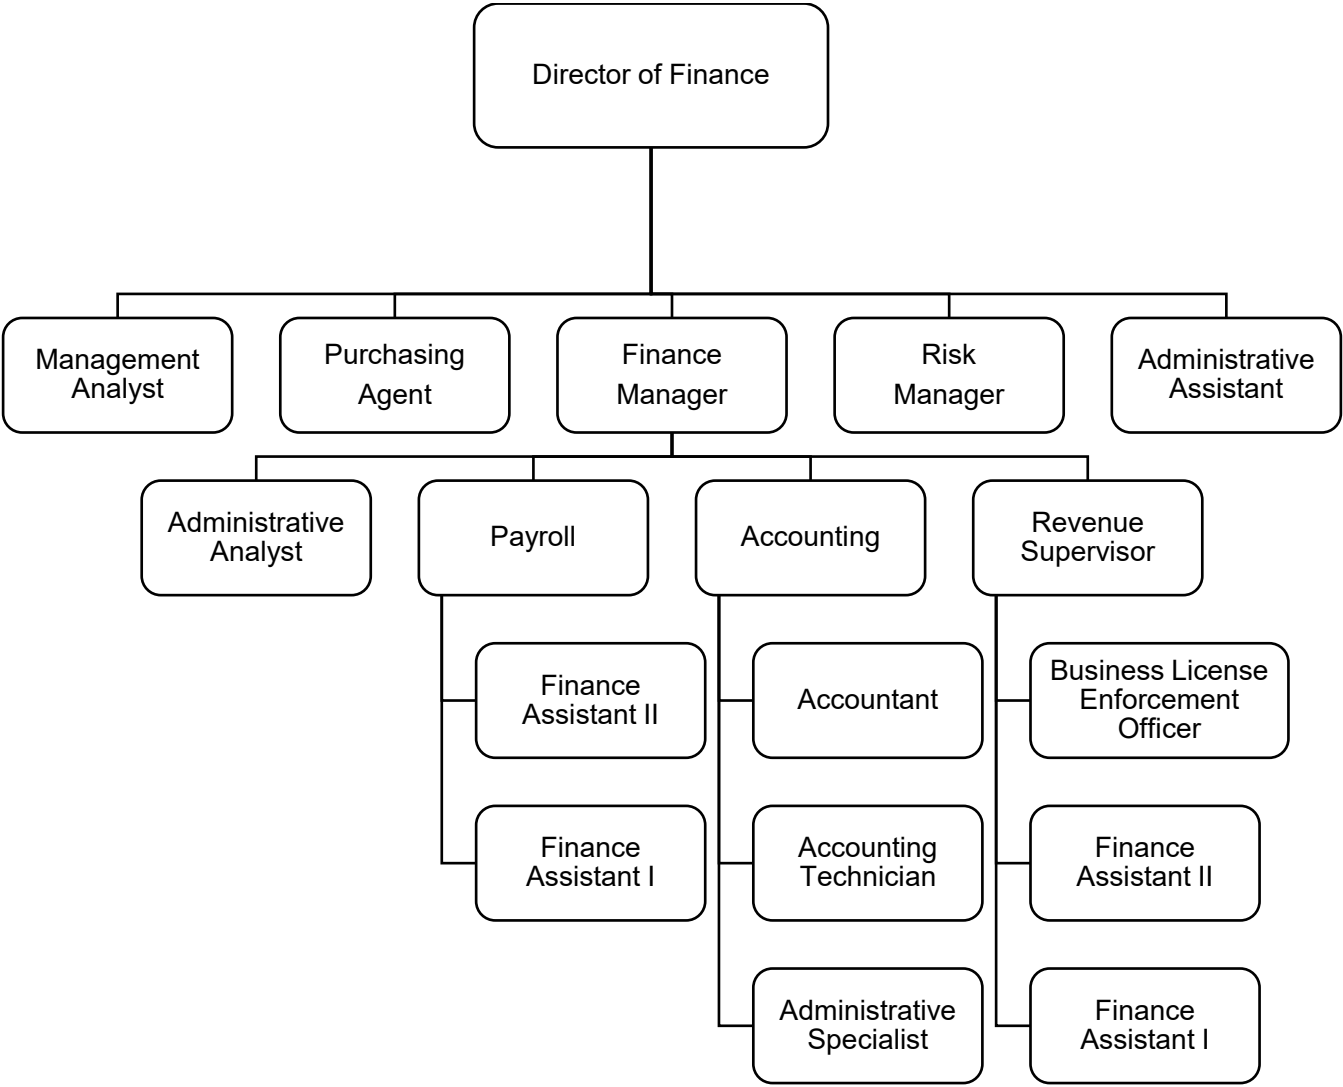 Director of Finance
Management
Analyst
Purchasing
Agent
Finance
Manager
Risk
Manager
Administrative
Assistant
Administrative
Analyst
Payroll
Accounting
Revenue
Supervisor
Finance
Assistant II
Accountant
Business License
Enforcement
Officer
Finance
Assistant I
Accounting
Technician
Finance
Assistant II
Administrative
Specialist
Finance
Assistant I